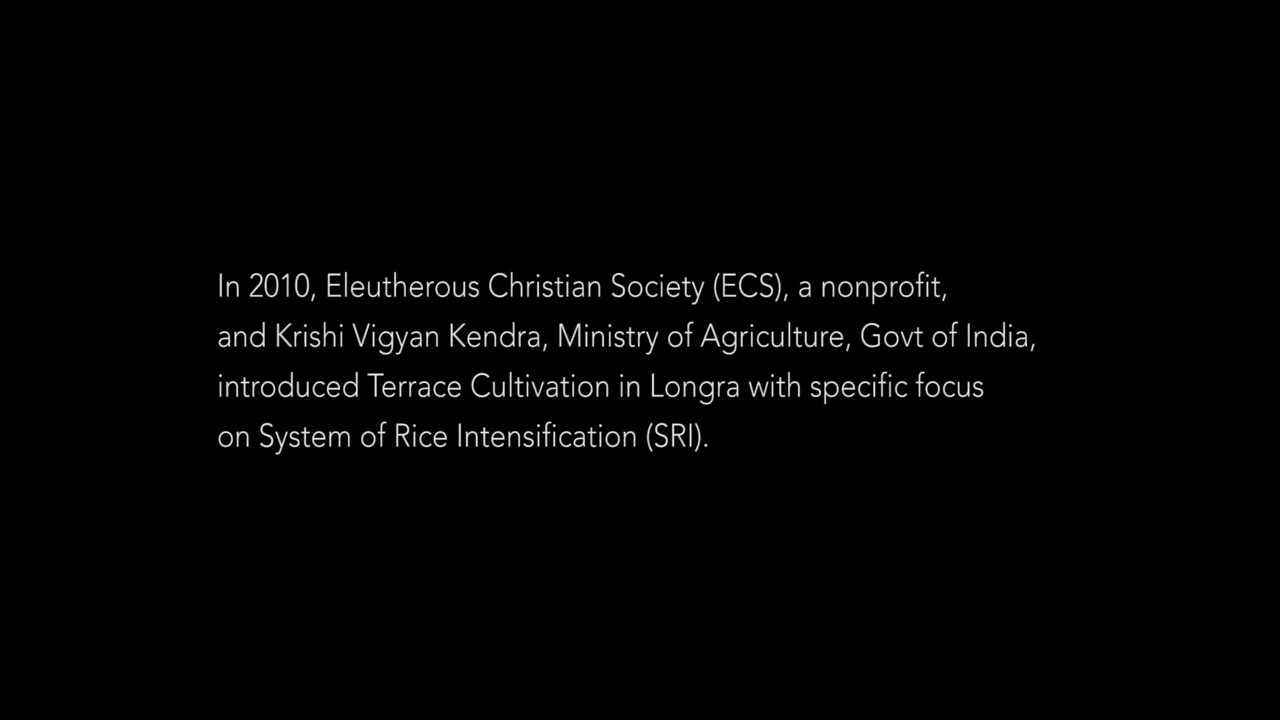 In 2010, Eleutherous Christian Society (ECS), a nonprofit,
and Krishi Vigyan Kendra, Ministry of Agriculture, Govt of India,
introduced Terrace Cultivation in Longra with specific focus
on System of Rice Intensification (SRI).